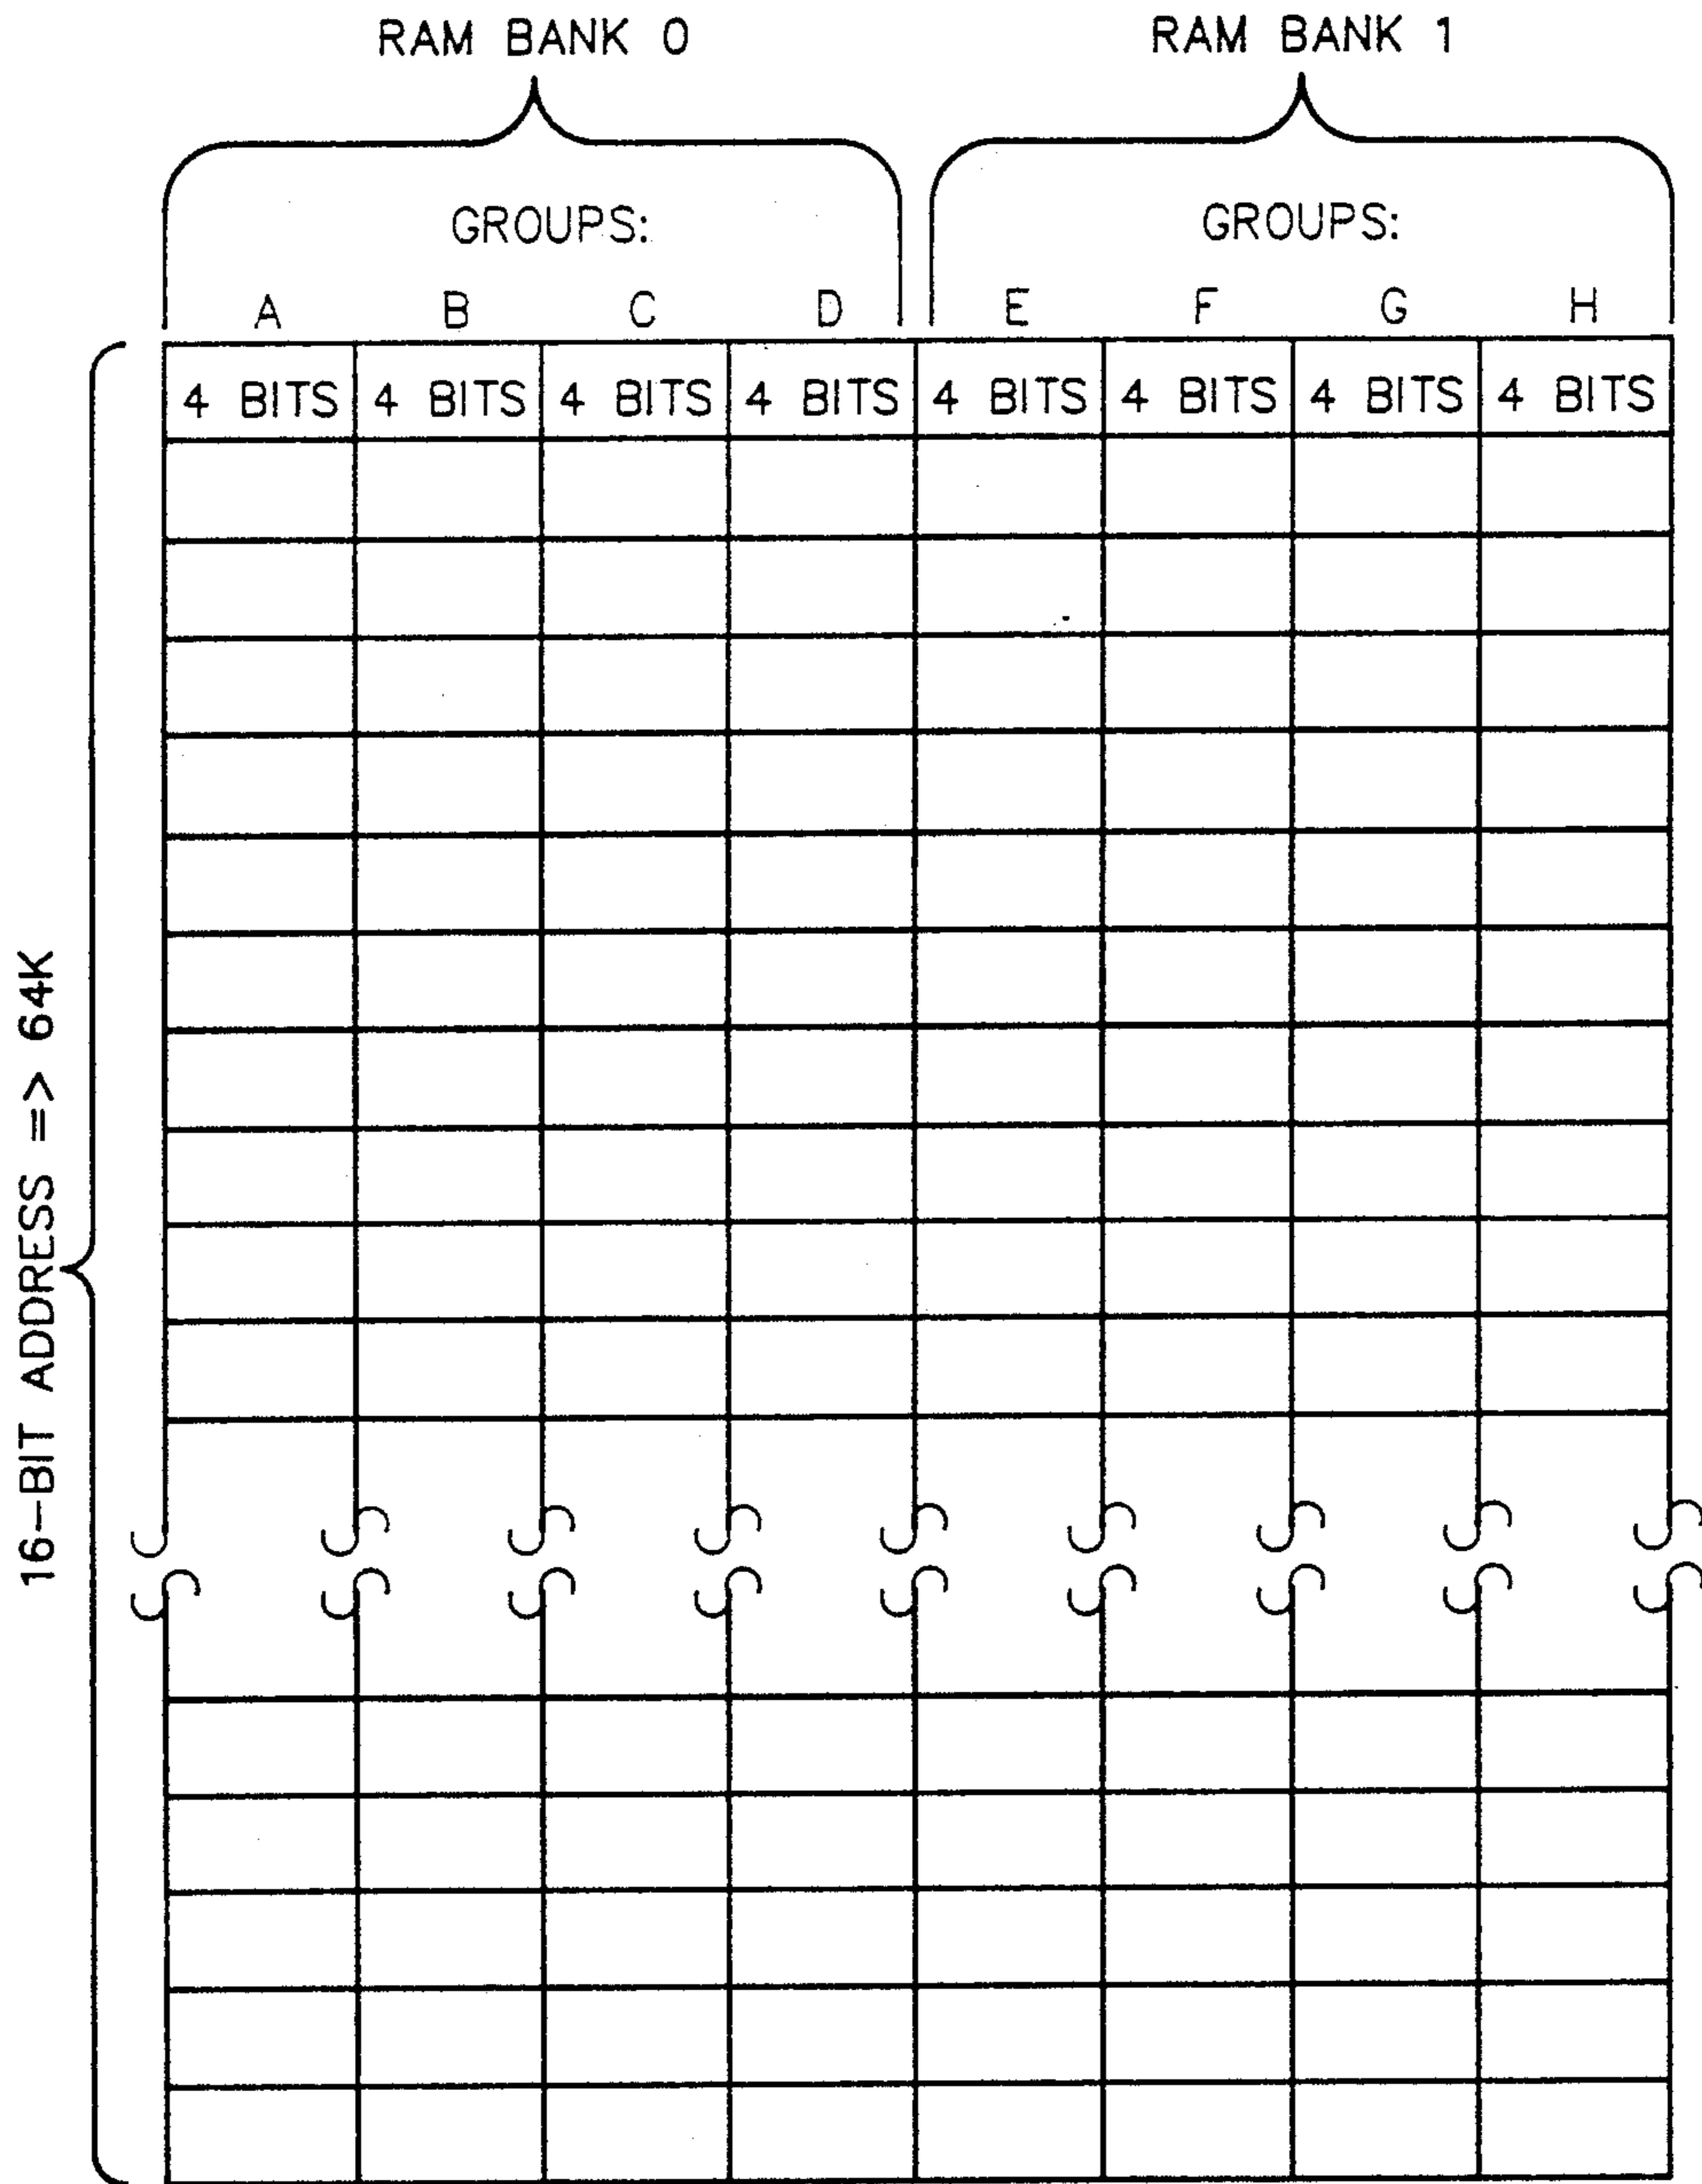 RAM BANK 0 RAM BANK 1
GROUPS: GROUPS:
A B C D E F G H
4 BITS 4 BITS 4 BITS 4 BITS 4 BITS 4 BITS 4 BITS 4 BITS
16-BIT ADDRESS => 64K